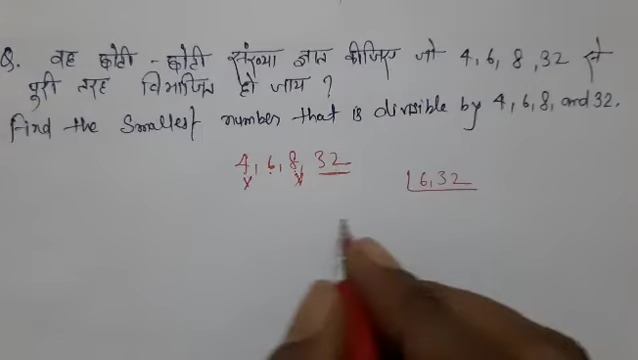 Q. वह छोटी - छोटी संख्या ज्ञात कीजिए जो 4, 6, 8, 32 से
पुरी तरह विभाजित हो जाय ?
Find the Smallest number that is divisible by 4, 6, 8, and 32.
4, 6, 8, 32
6, 32